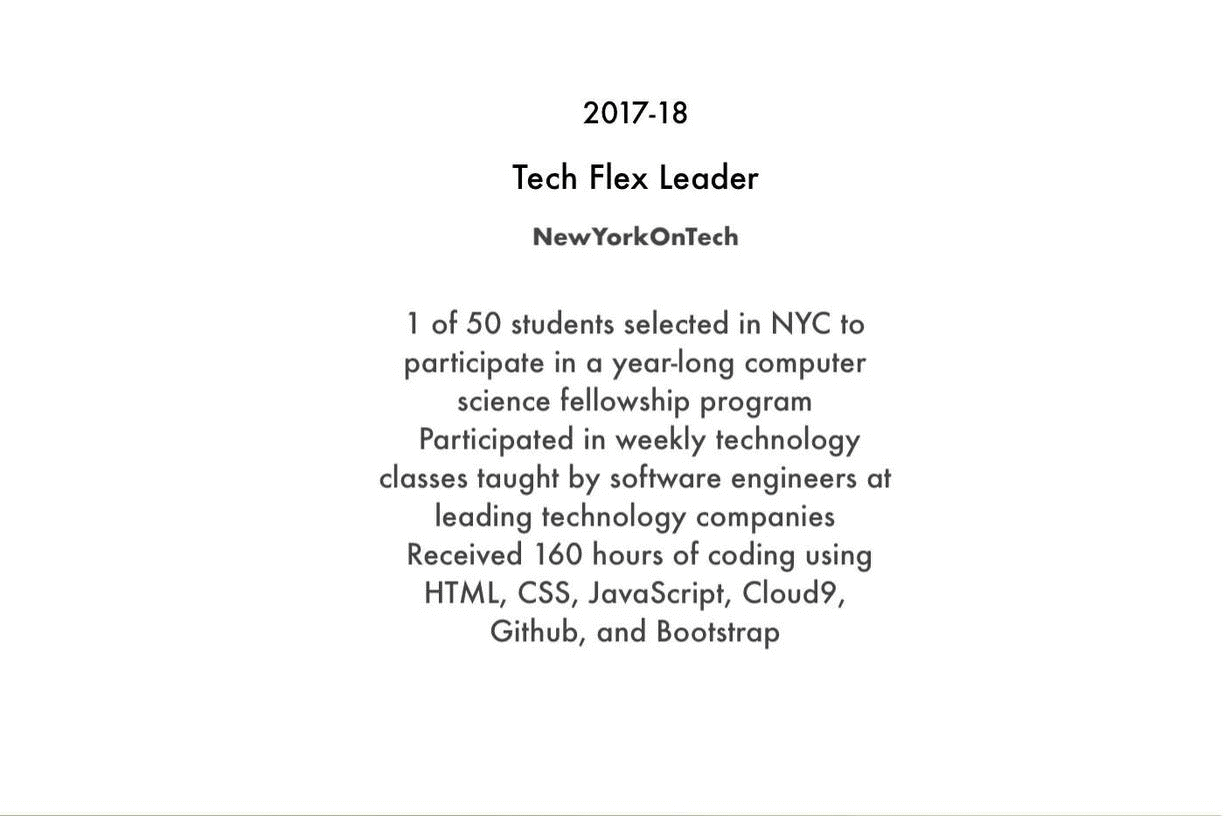 2017-18
Tech Flex Leader
NewYorkOnTech
1 of 50 students selected in NYC to
participate in a year-long computer
science fellowship program
Participated in weekly technology
classes taught by software engineers at
leading technology companies
Received 160 hours of coding using
HTML, CSS, JavaScript, Cloud9,
Github, and Bootstrap